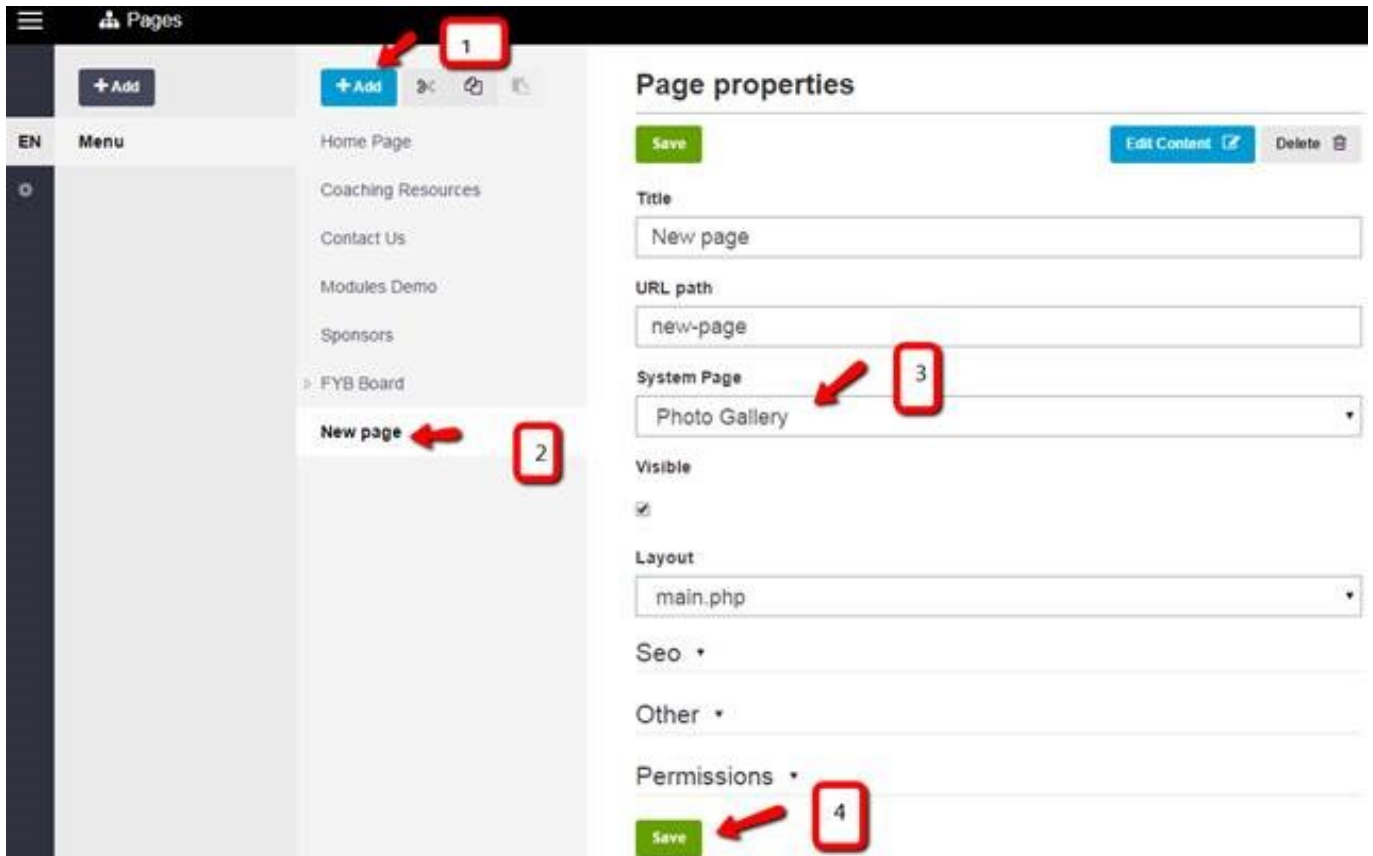 Pages
1
+ Add
+ Add
Page properties
EN
Menu
Home Page
Save
Edit Content
Delete
Coaching Resources
Title
New page
Contact Us
Modules Demo
URL path
new-page
Sponsors
FYB Board
System Page
3
Photo Gallery
New page
2
Visible
Layout
main.php
Seo
Other
Permissions
4
Save